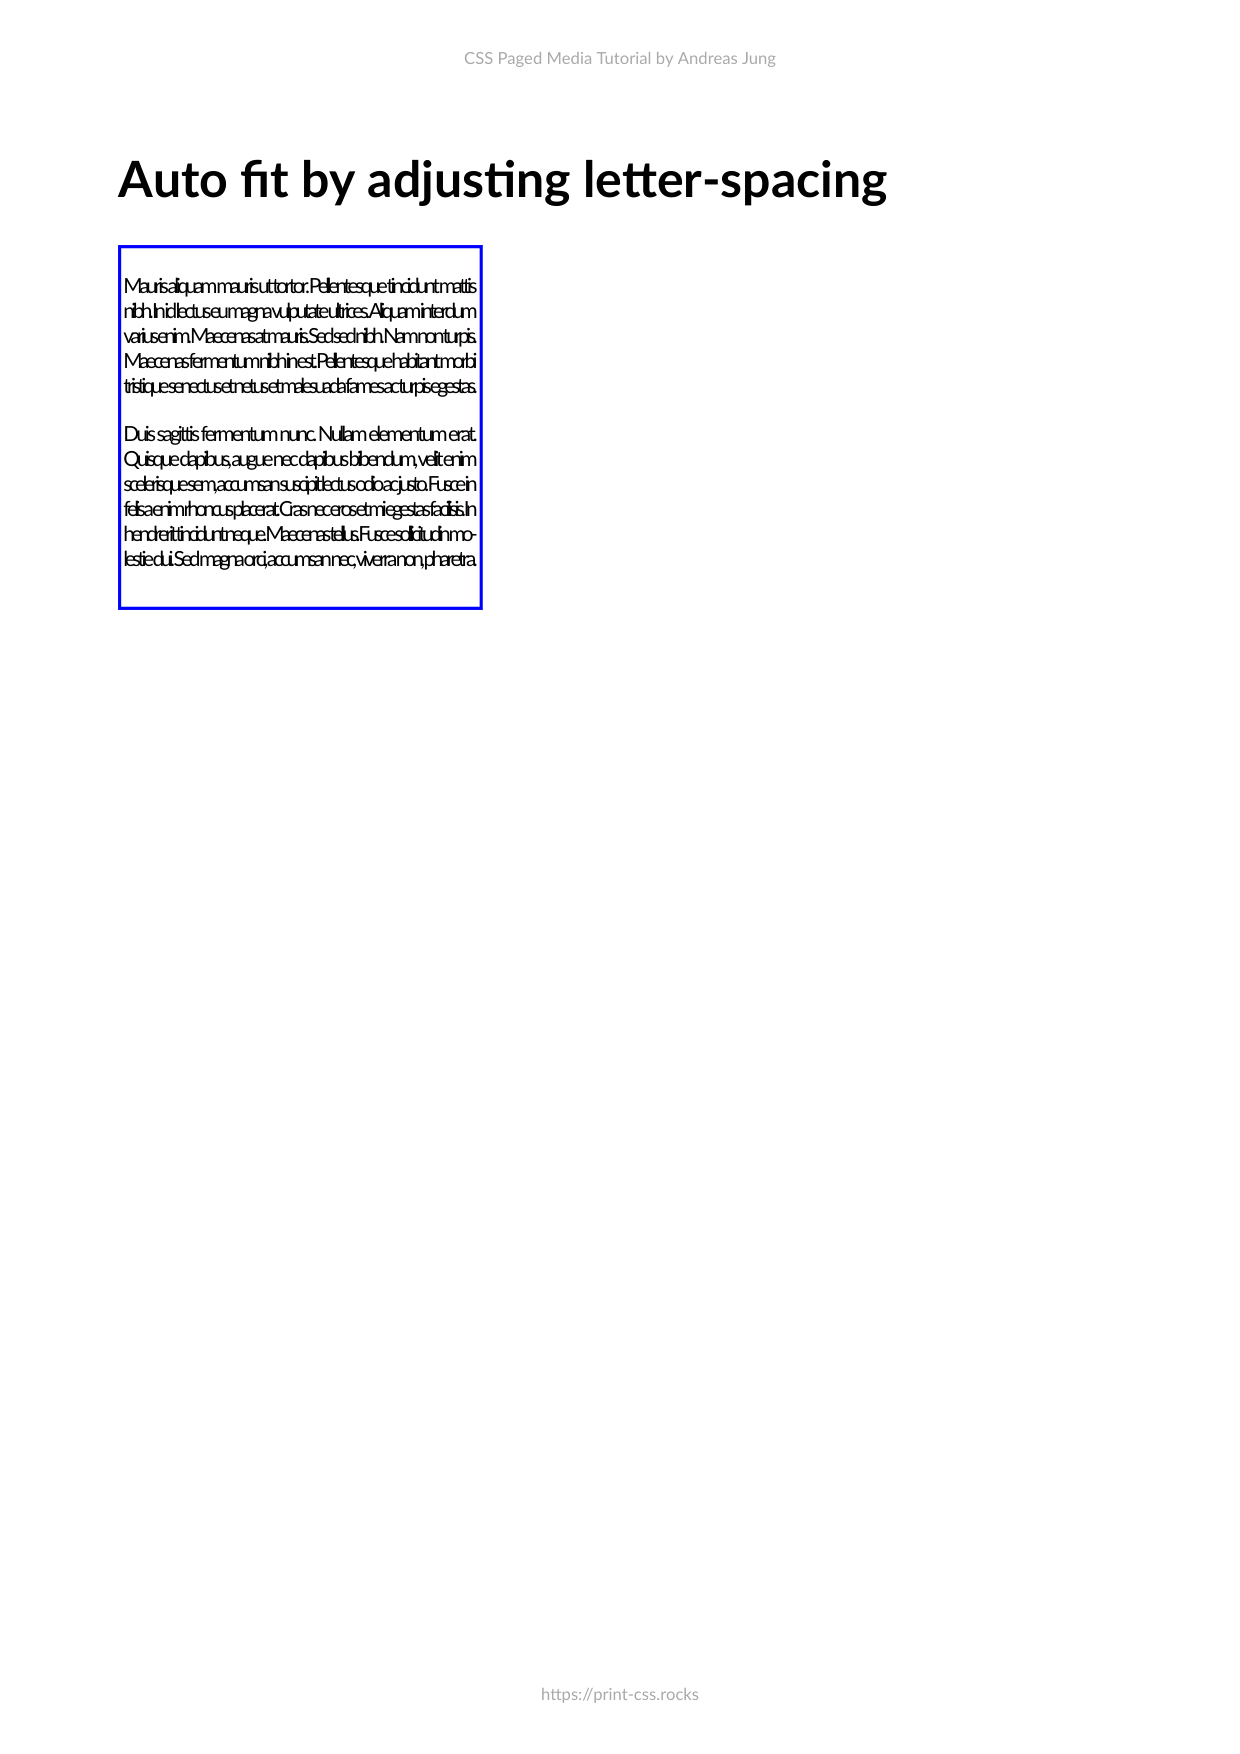 CSS Paged Media Tutorial by Andreas Jung
Auto fit by adjusting letter-spacing
Mauris aliquam mauris ut tortor. Pellentesque tincidunt mattis
nibh. In id lectus eu magna vulputate ultrices. Aliquam interdum
varius enim. Maecenas at mauris. Sed sed nibh. Nam non turpis.
Maecenas fermentum nibh in est. Pellentesque habitant morbi
tristique senectus et netus et malesuada fames ac turpis egestas.
Duis sagittis fermentum nunc. Nullam elementum erat.
Quisque dapibus, augue nec dapibus bibendum, velit enim
scelerisque sem, accumsan suscipit lectus odio ac justo. Fusce in
felis a enim rhoncus placerat. Cras nec eros et mi egestas facilisis. In
hendrerit tincidunt neque. Maecenas tellus. Fusce sollicitudin mo-
lestie dui. Sed magna orci, accumsan nec, viverra non, pharetra.
https://print-css.rocks